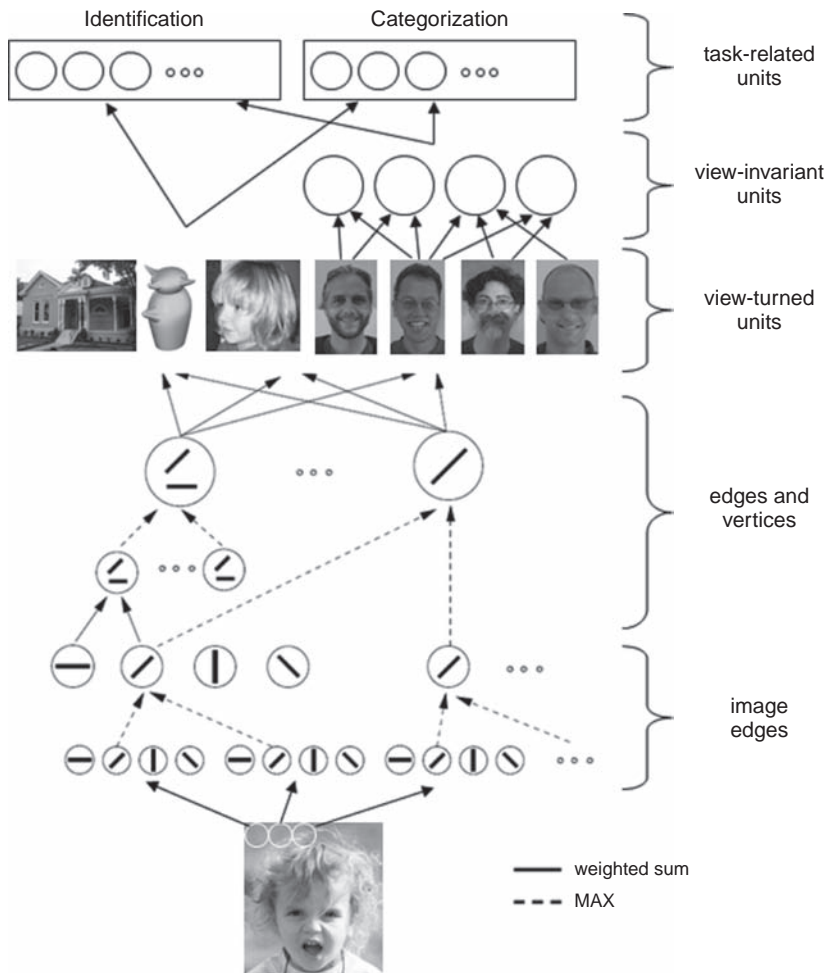 Identification
Categorization
task-related
units
view-invariant
units
view-turned
units
edges and
vertices
image
edges
weighted sum
MAX